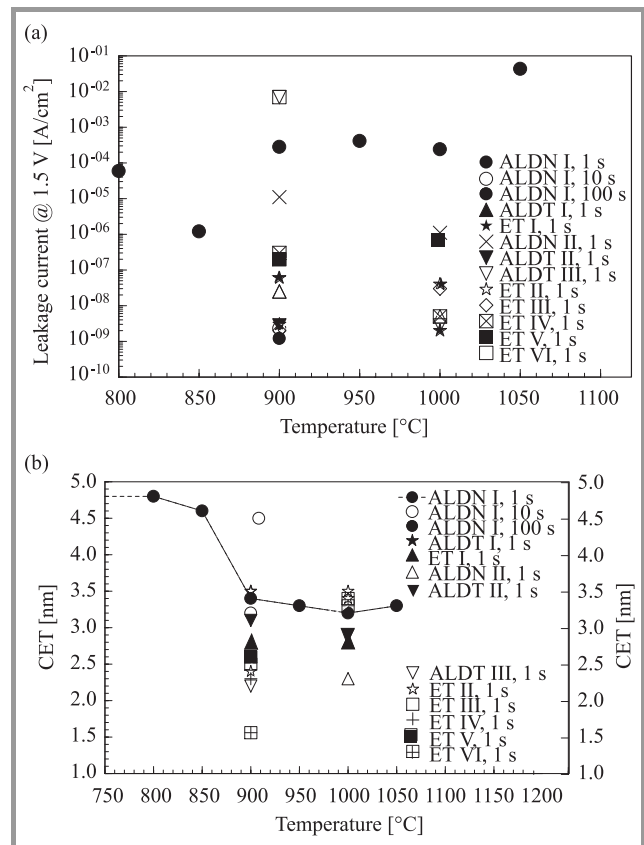 (a)
10⁻⁰¹
10⁻⁰²
10⁻⁰³
10⁻⁰⁴
10⁻⁰⁵
10⁻⁰⁶
10⁻⁰⁷
10⁻⁰⁸
10⁻⁰⁹
10⁻¹⁰
Leakage current @ 1.5 V [A/cm²]
800 850 900 950 1000 1050 1100
Temperature [°C]
ALDN I, 1 s
ALDN I, 10 s
ALDN I, 100 s
ALDT I, 1 s
ET I, 1 s
ALDN II, 1 s
ALDT II, 1 s
ALDT III, 1 s
ET II, 1 s
ET III, 1 s
ET IV, 1 s
ET V, 1 s
ET VI, 1 s
(b)
5.0
4.5
4.0
3.5
3.0
2.5
2.0
1.5
1.0
CET [nm]
750 800 850 900 950 1000 1050 1100 1150 1200
Temperature [°C]
ALDN I, 1 s
ALDN I, 10 s
ALDN I, 100 s
ALDT I, 1 s
ET I, 1 s
ALDN II, 1 s
ALDT II, 1 s
ALDT III, 1 s
ET II, 1 s
ET III, 1 s
ET IV, 1 s
ET V, 1 s
ET VI, 1 s
5.0
4.5
4.0
3.5
3.0
2.5
2.0
1.5
1.0
CET [nm]